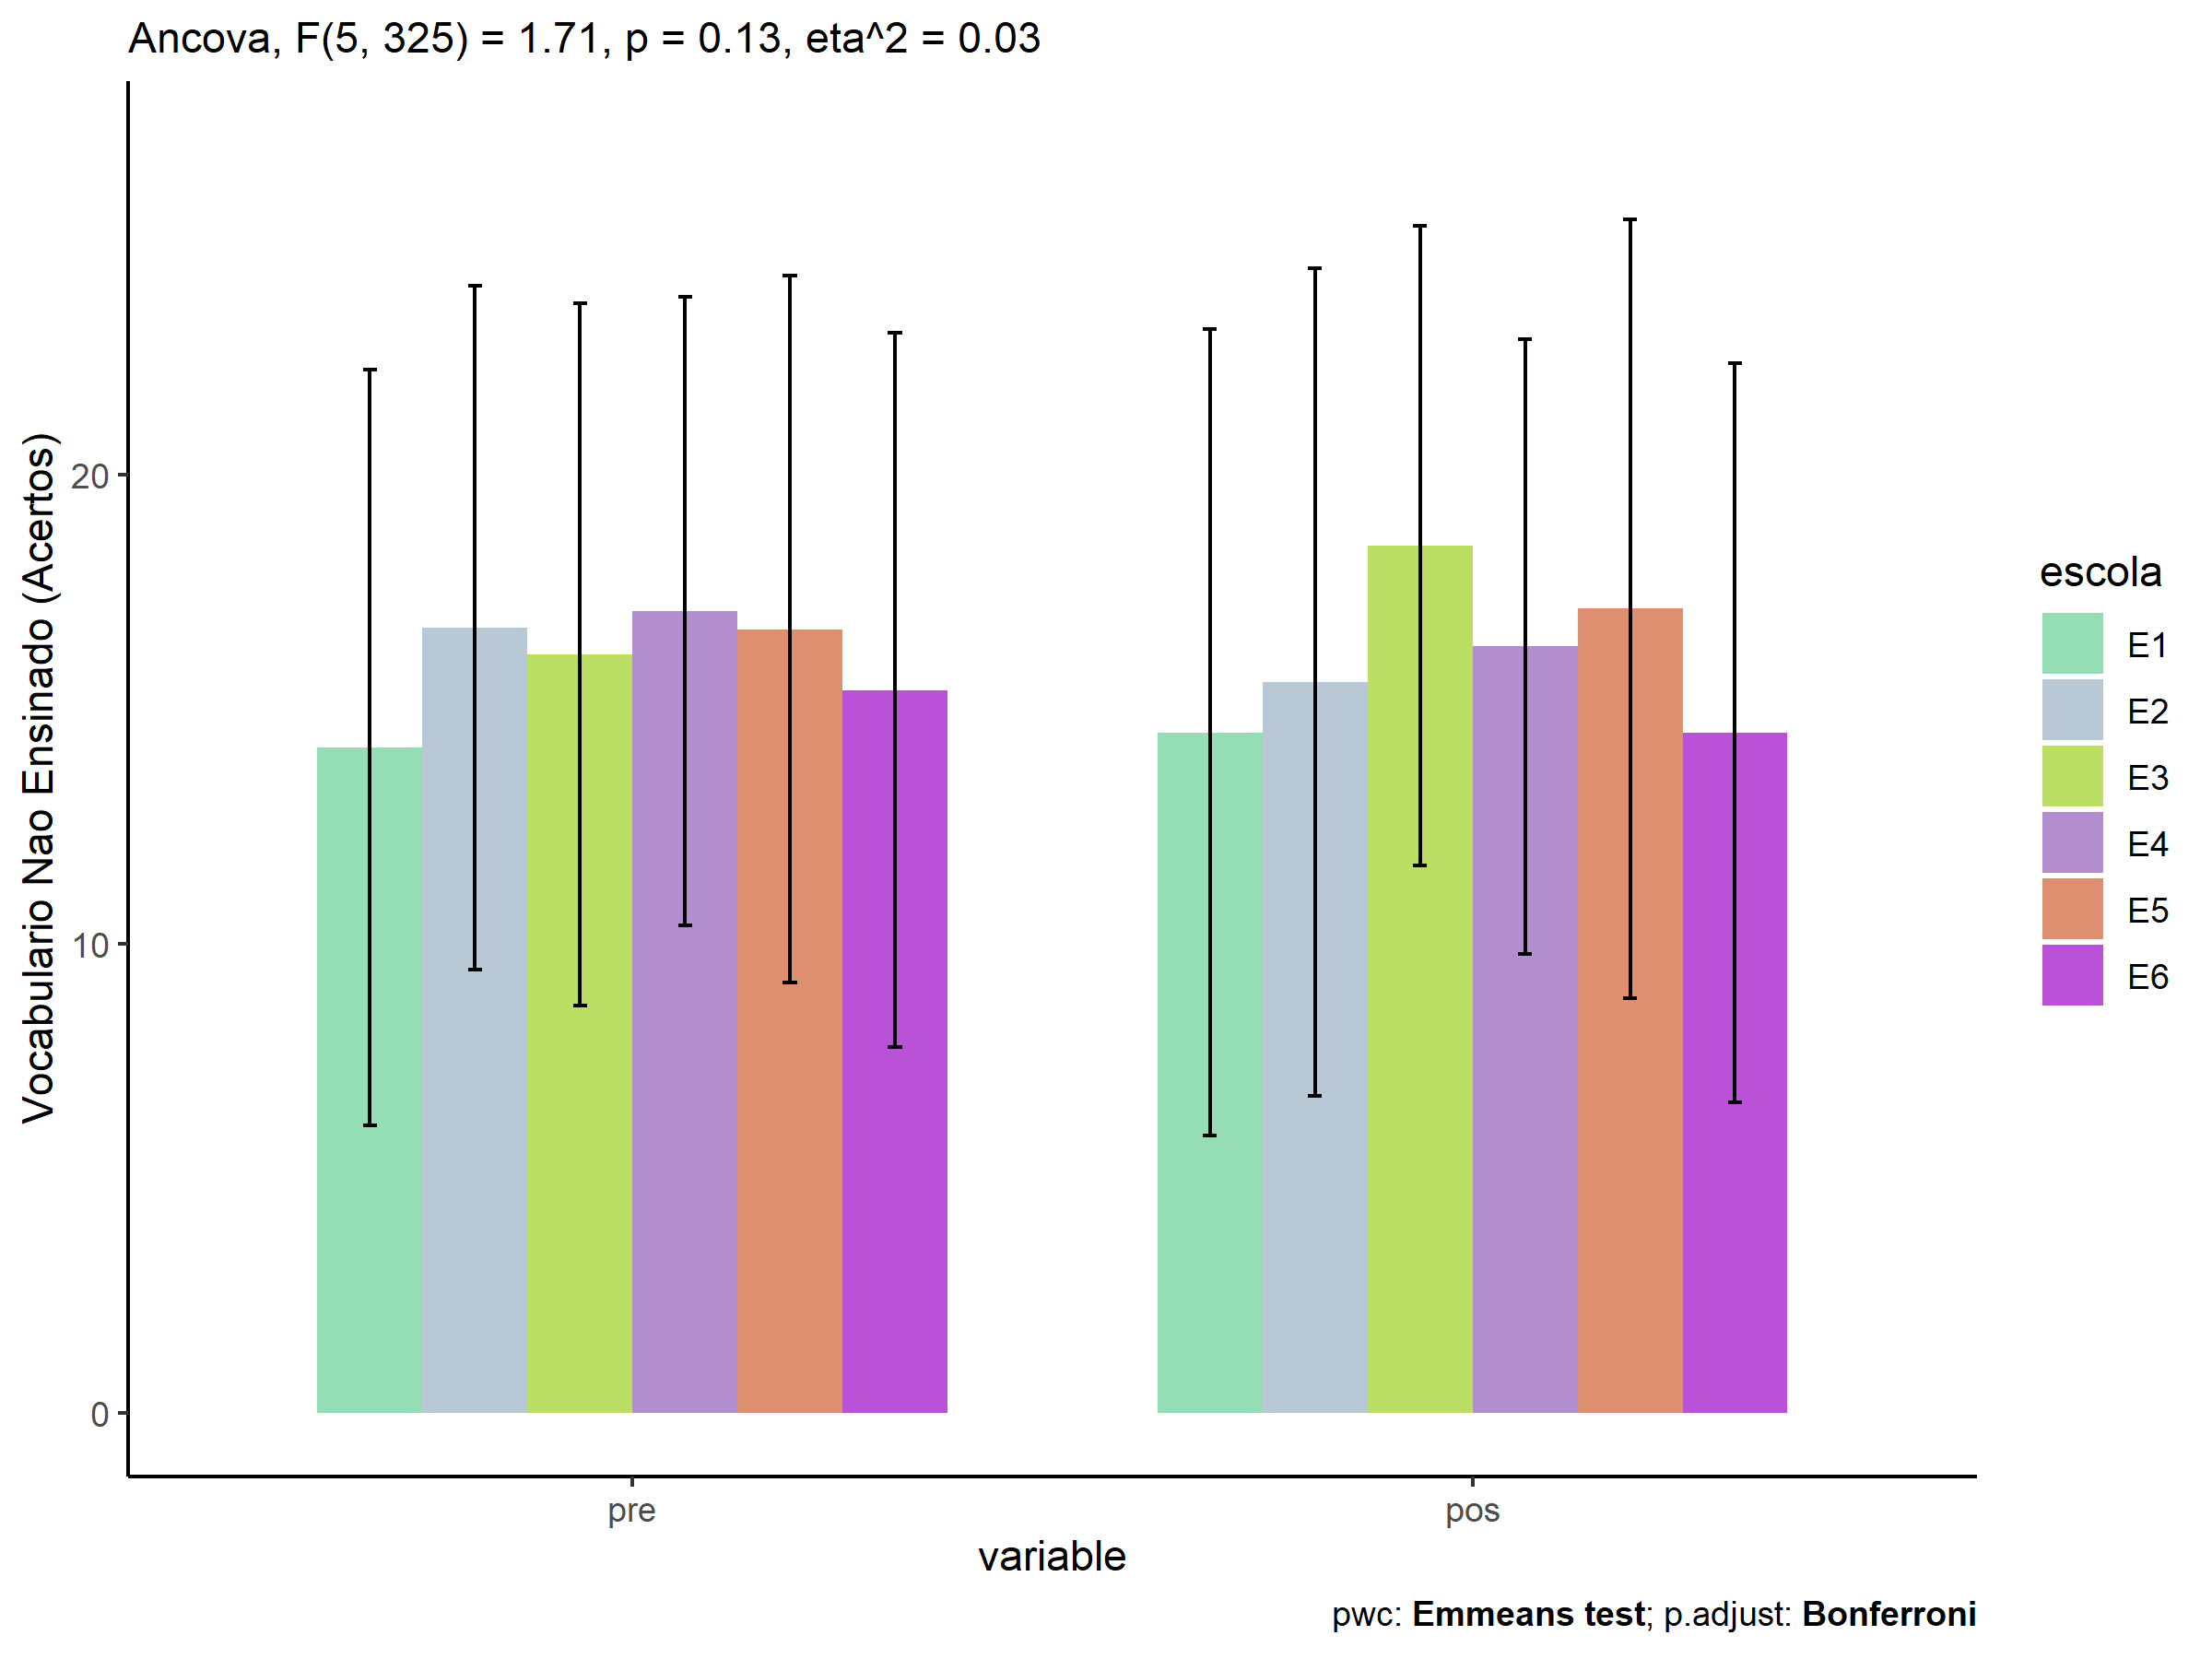 Ancova, F(5, 325) = 1.71, p = 0.13, eta^2 = 0.03
Vocabulario Nao Ensinado (Acertos)
20
10
0
pre
pos
variable
escola
E1
E2
E3
E4
E5
E6
pwc: Emmeans test; p.adjust: Bonferroni